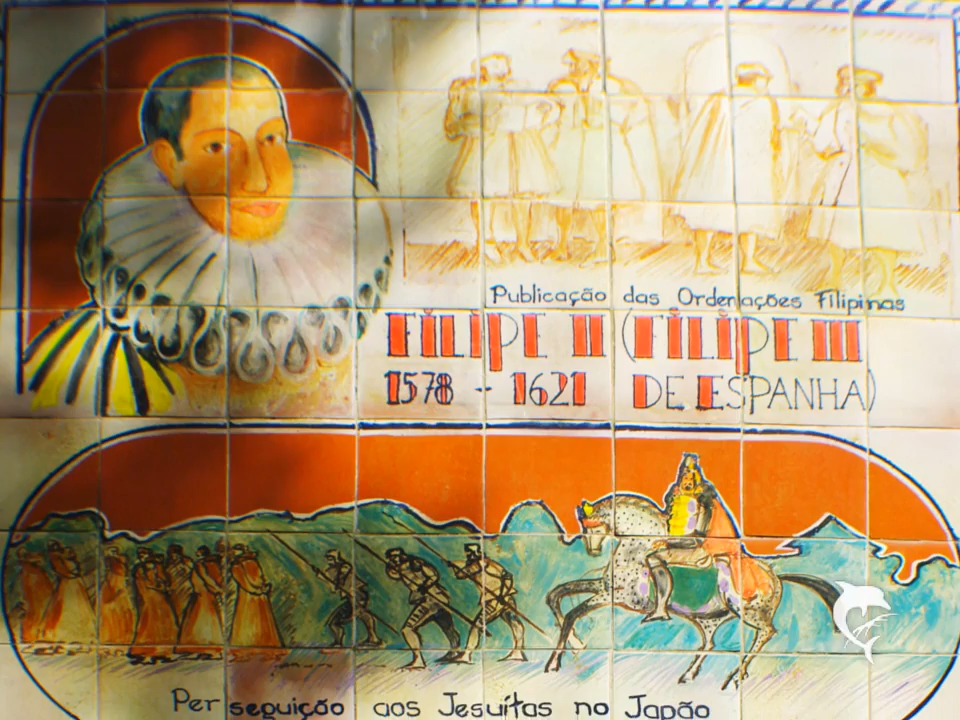 Publicação das Ordenações Filipinas
FILIPE II (FILIPE III
1578 - 1621 DE ESPANHA)
Perseguição aos Jesuítas no Japão